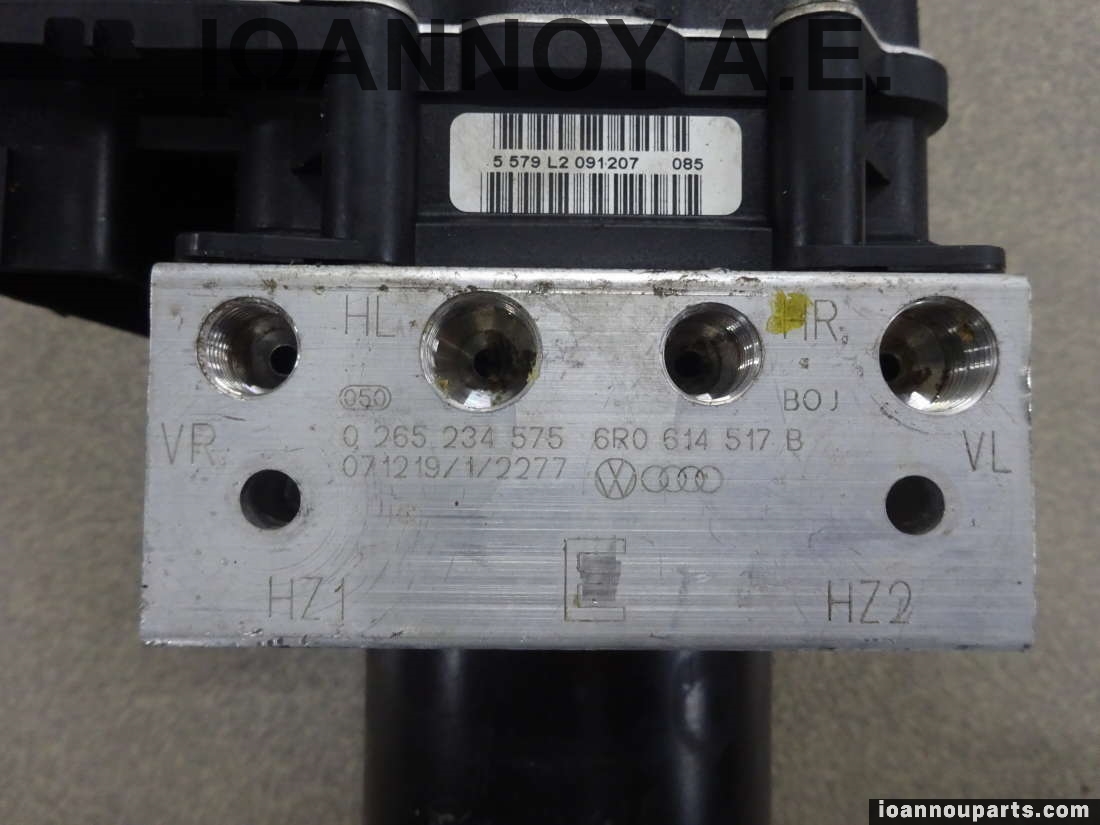 ΙΩΑΝΝΟΥ Α.Ε.
5 579 L2 091207 085
HL HR
050 BOJ
VR 0 265 234 575 6R0 614 517 B VL
071219/1/2277
HZ1 E HZ2
ioannouparts.com